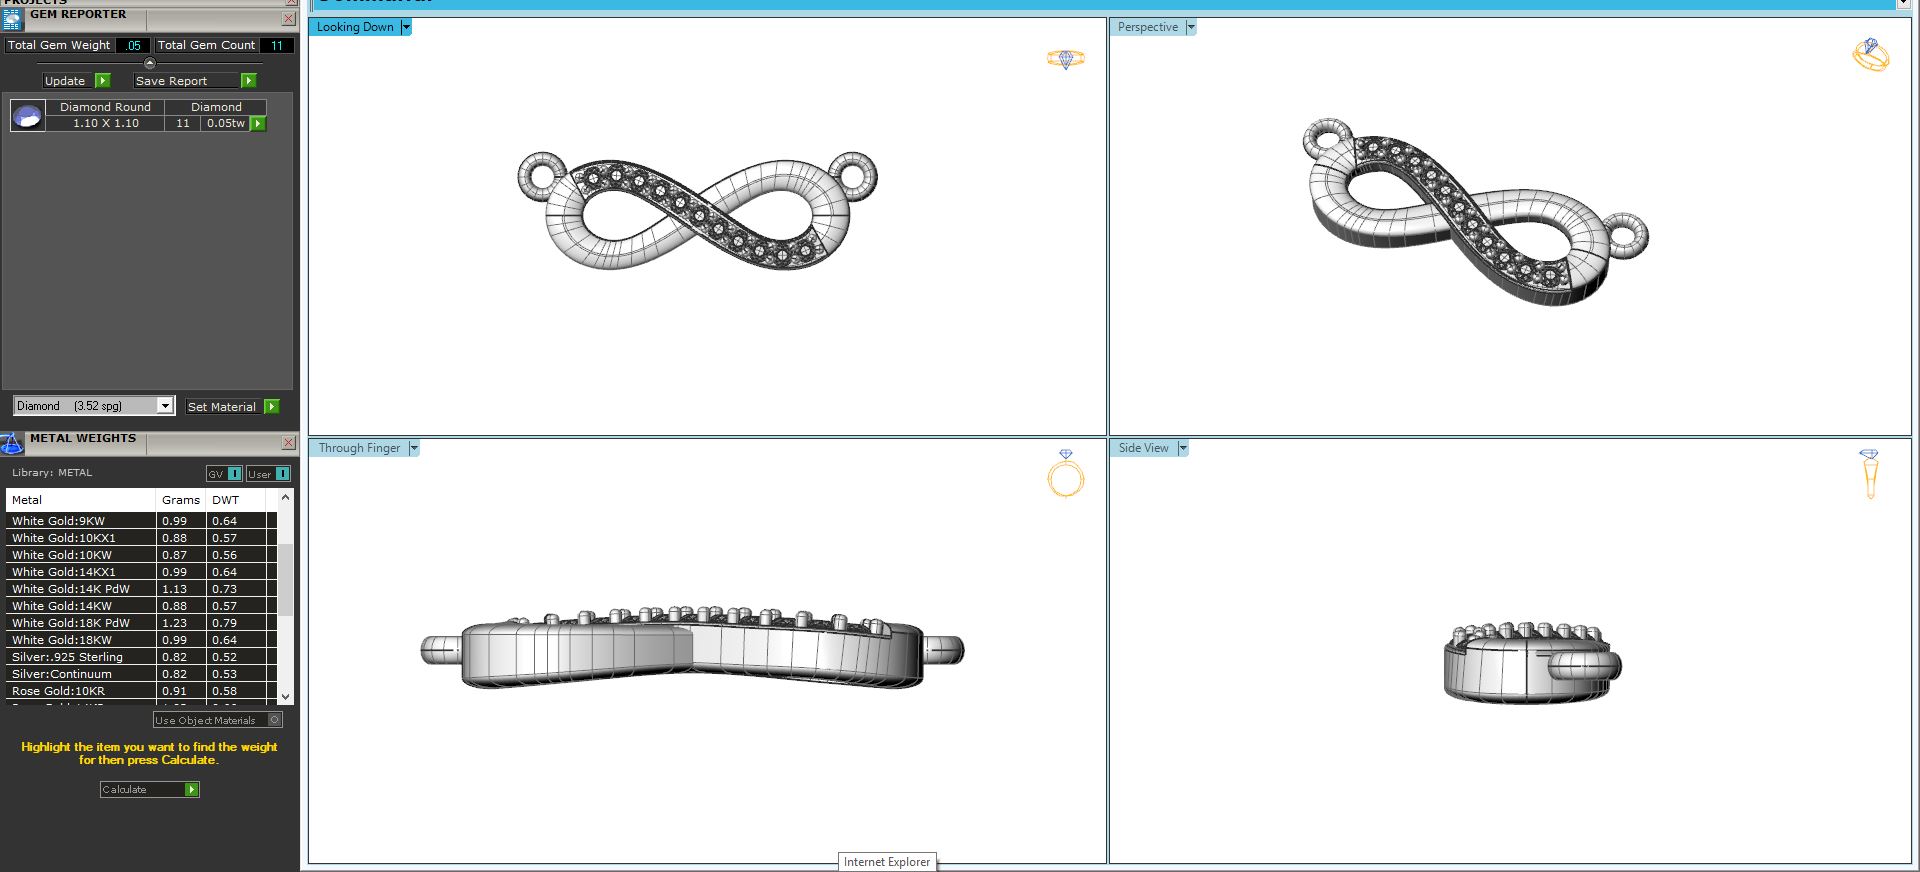 PROJECTS
GEM REPORTER
Total Gem Weight .05 Total Gem Count 11
Update Save Report
Diamond Round Diamond
1.10 X 1.10 11 0.05tw
Diamond (3.52 spg) Set Material
METAL WEIGHTS
Library: METAL GV I User I
Metal Grams DWT
White Gold:9KW 0.99 0.64
White Gold:10KX1 0.88 0.57
White Gold:10KW 0.87 0.56
White Gold:14KX1 0.99 0.64
White Gold:14K PdW 1.13 0.73
White Gold:14KW 0.88 0.57
White Gold:18K PdW 1.23 0.79
White Gold:18KW 0.99 0.64
Silver:.925 Sterling 0.82 0.52
Silver:Continuum 0.82 0.53
Rose Gold:10KR 0.91 0.58
Use Object Materials
Highlight the item you want to find the weight
for then press Calculate.
Calculate
Looking Down
Perspective
Through Finger
Side View
Internet Explorer